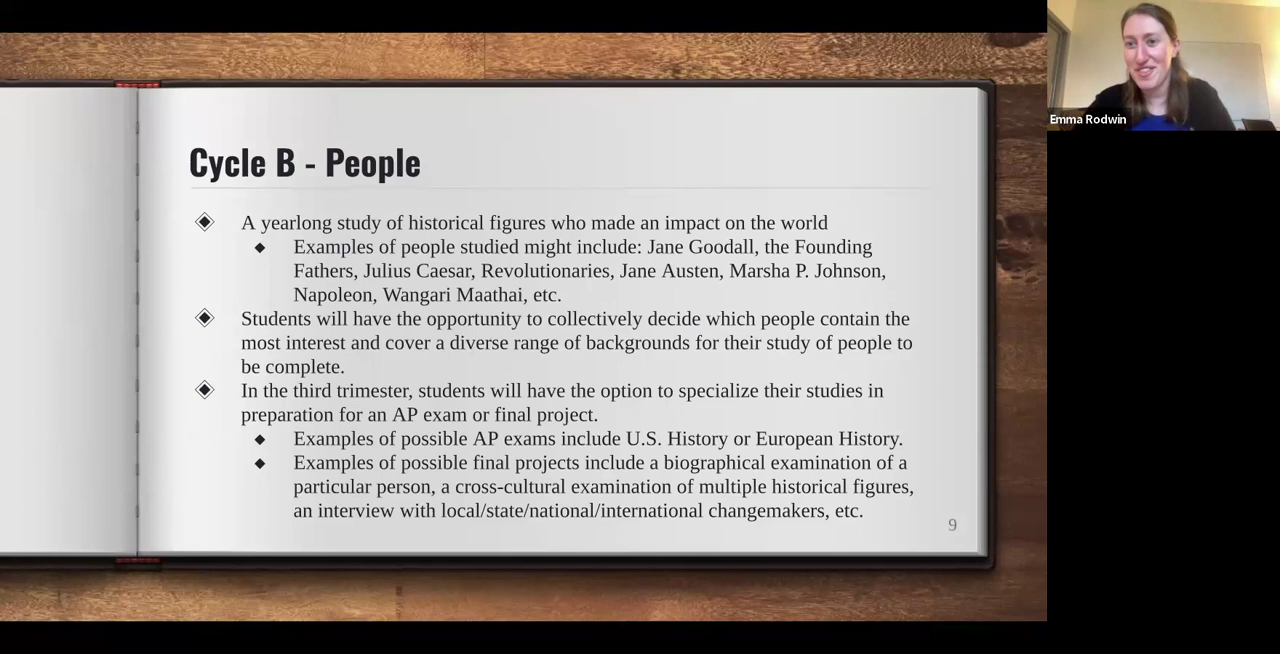 Cycle B - People
A yearlong study of historical figures who made an impact on the world
Examples of people studied might include: Jane Goodall, the Founding
Fathers, Julius Caesar, Revolutionaries, Jane Austen, Marsha P. Johnson,
Napoleon, Wangari Maathai, etc.
Students will have the opportunity to collectively decide which people contain the
most interest and cover a diverse range of backgrounds for their study of people to
be complete.
In the third trimester, students will have the option to specialize their studies in
preparation for an AP exam or final project.
Examples of possible AP exams include U.S. History or European History.
Examples of possible final projects include a biographical examination of a
particular person, a cross-cultural examination of multiple historical figures,
an interview with local/state/national/international changemakers, etc.
9
Emma Rodwin